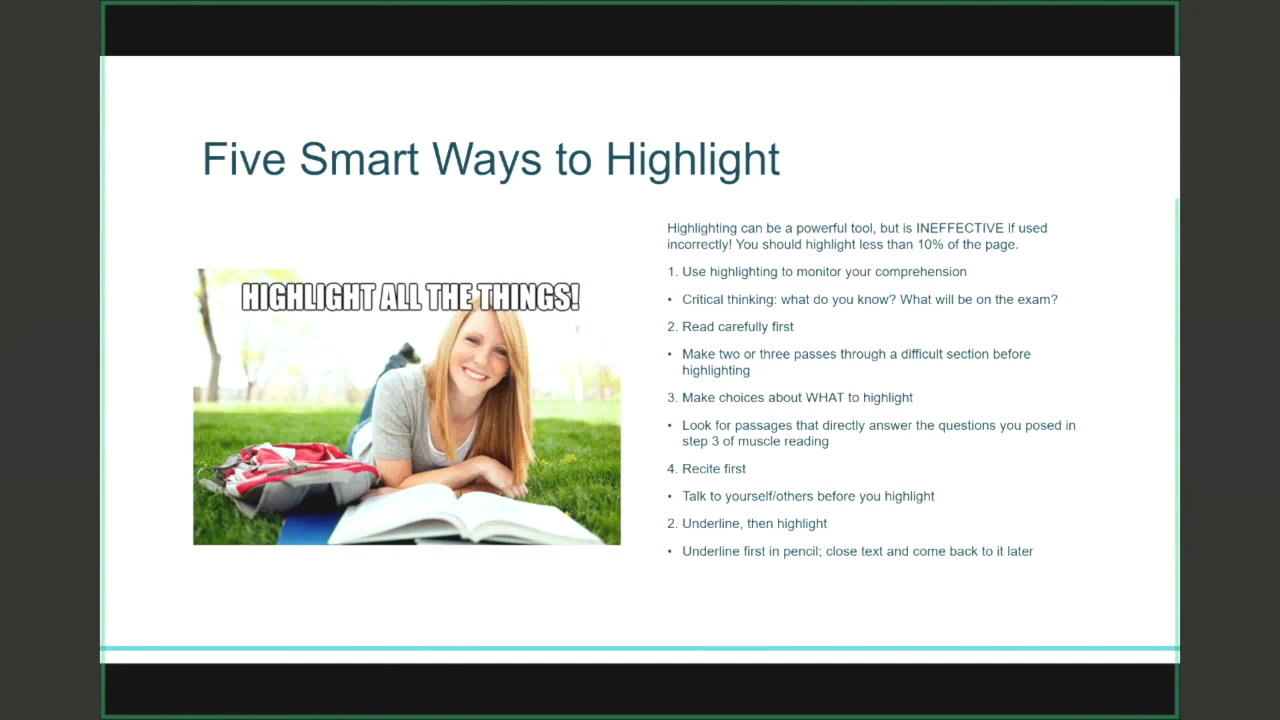 Five Smart Ways to Highlight
HIGHLIGHT ALL THE THINGS!
Highlighting can be a powerful tool, but is INEFFECTIVE if used
incorrectly! You should highlight less than 10% of the page.
1. Use highlighting to monitor your comprehension
• Critical thinking: what do you know? What will be on the exam?
2. Read carefully first
• Make two or three passes through a difficult section before
highlighting
3. Make choices about WHAT to highlight
• Look for passages that directly answer the questions you posed in
step 3 of muscle reading
4. Recite first
• Talk to yourself/others before you highlight
2. Underline, then highlight
• Underline first in pencil; close text and come back to it later